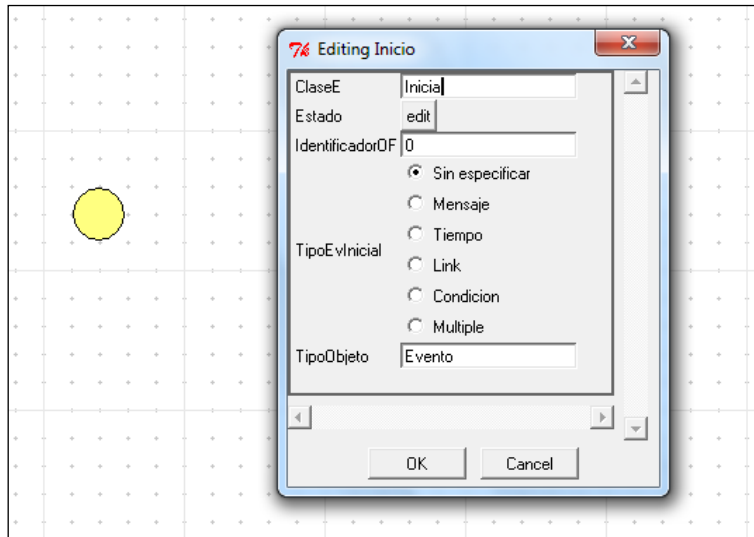 Editing Inicio
ClaseE Inicia
Estado edit
IdentificadorOF 0
Sin especificar
Mensaje
Tiempo
TipoEvInicial
Link
Condicion
Multiple
TipoObjeto Evento
OK Cancel